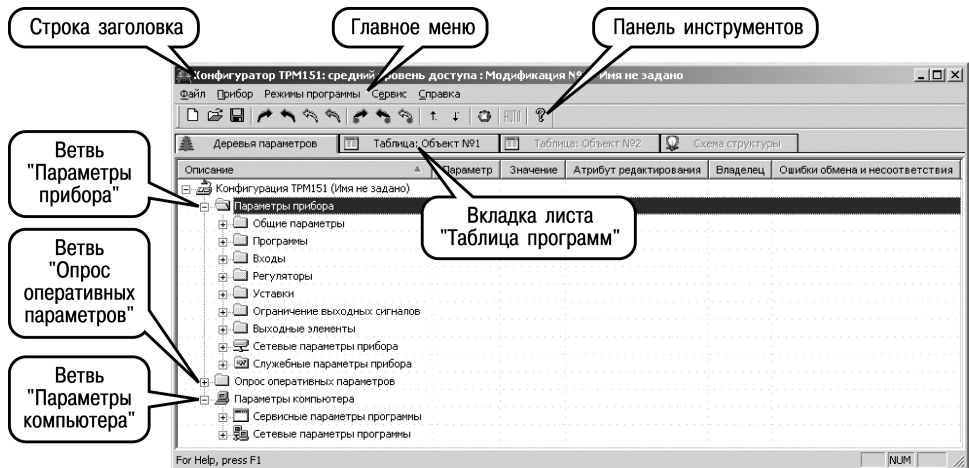 Строка заголовка
Главное меню
Панель инструментов
Конфигуратор ТРМ151: средний уровень доступа : Модификация Имя не задано
Файл Прибор Режимы программы Сервис Справка
AUTO
Деревья параметров Таблица: Объект №1 Таблица: Объект №2 Схема структуры
Описание Параметр Значение Атрибут редактирования Владелец Ошибки обмена и несоответствия
Ветвь
"Параметры
прибора"
Вкладка листа
"Таблица программ"
Ветвь
"Опрос
оперативных
параметров"
Ветвь
"Параметры
компьютера"
Конфигурация ТРМ151 (Имя не задано)
Параметры прибора
Общие параметры
Программы
Входы
Регуляторы
Уставки
Ограничение выходных сигналов
Выходные элементы
Сетевые параметры прибора
Служебные параметры прибора
Опрос оперативных параметров
Параметры компьютера
Сервисные параметры программы
Сетевые параметры программы
For Help, press F1 NUM